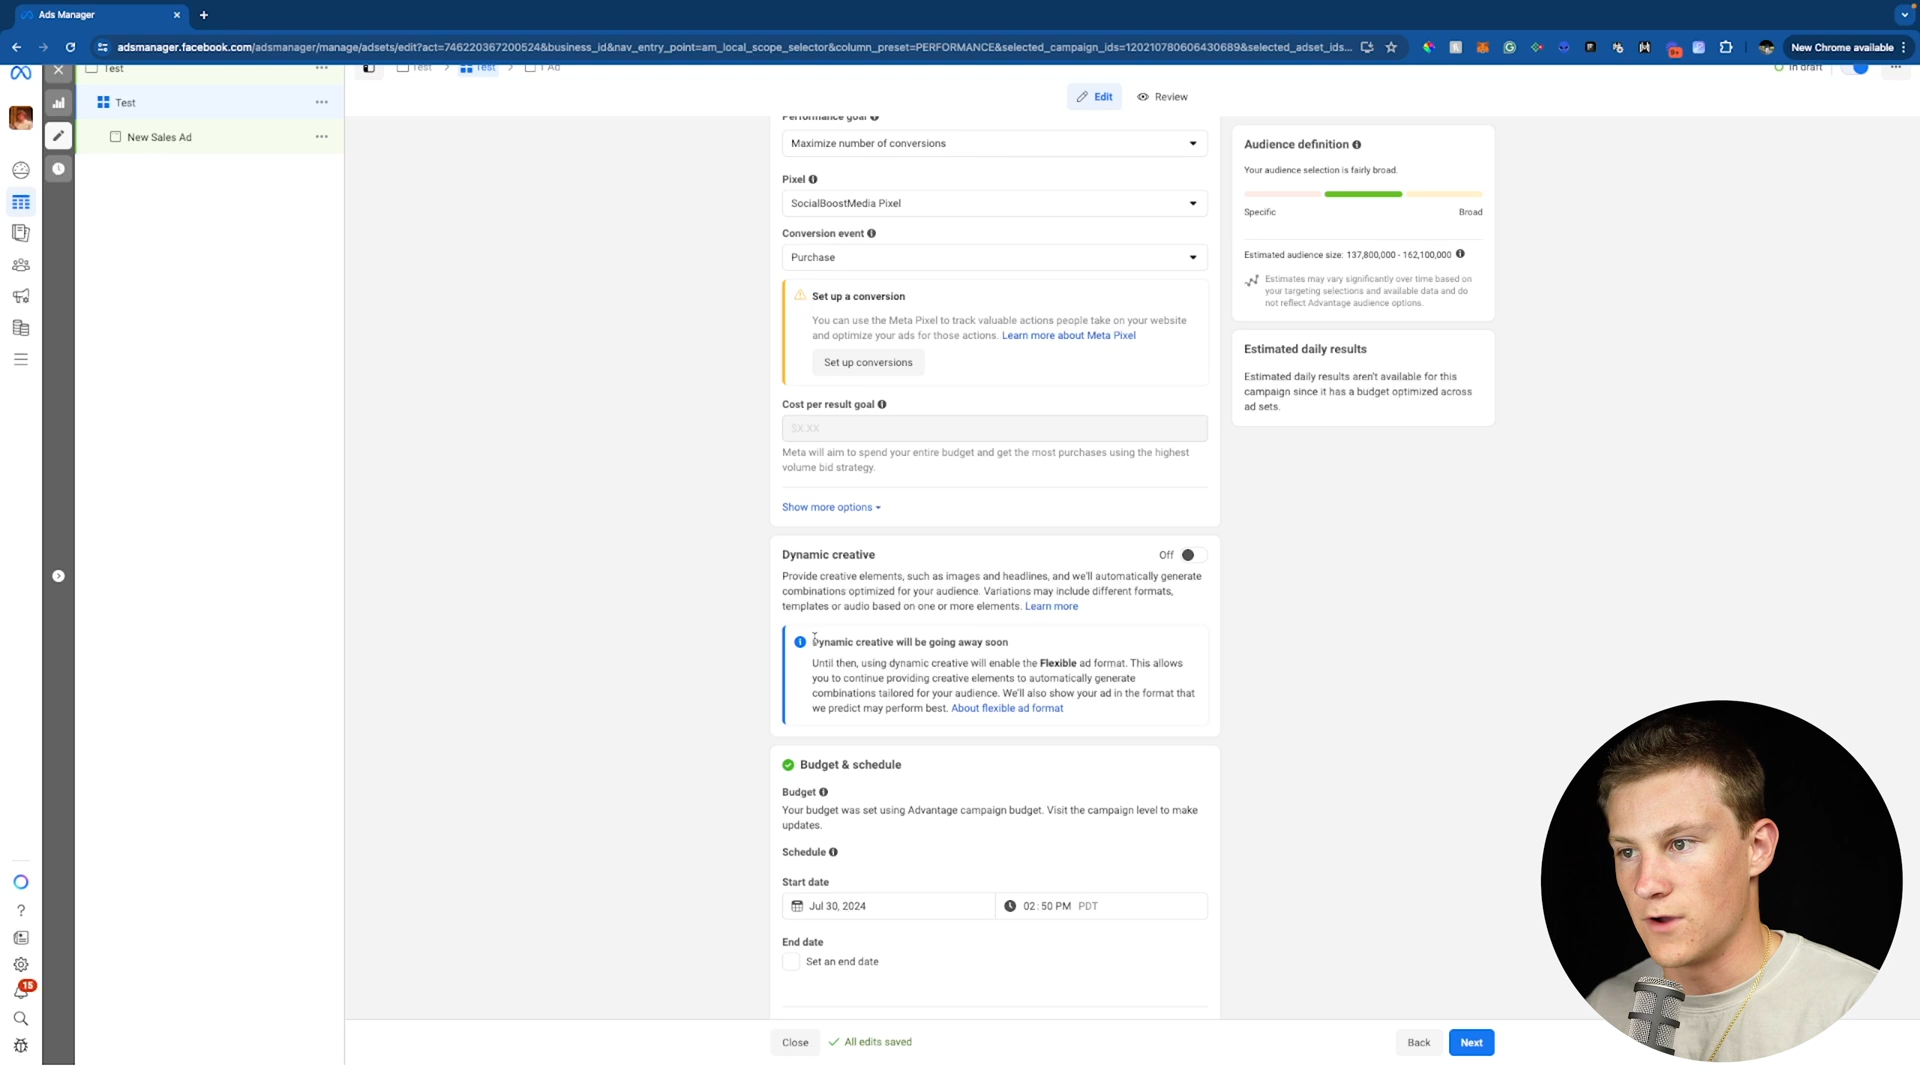 Ads Manager
adsmanager.facebook.com/adsmanager/manage/adsets/edit?act=746220367200524&business_id&nav_entry_point=am_local_scope_selector&column_preset=PERFORMANCE&selected_campaign_ids=120210780606430689&selected_adset_ids...
New Chrome available
Test
Test
New Sales Ad
Test
Test
1 Ad
In draft
Edit
Review
Performance goal
Maximize number of conversions
Pixel
SocialBoostMedia Pixel
Conversion event
Purchase
Set up a conversion
You can use the Meta Pixel to track valuable actions people take on your website
and optimize your ads for those actions. Learn more about Meta Pixel
Set up conversions
Cost per result goal
$X.XX
Meta will aim to spend your entire budget and get the most purchases using the highest
volume bid strategy.
Show more options
Dynamic creative
Off
Provide creative elements, such as images and headlines, and we'll automatically generate
combinations optimized for your audience. Variations may include different formats,
templates or audio based on one or more elements. Learn more
Dynamic creative will be going away soon
Until then, using dynamic creative will enable the Flexible ad format. This allows
you to continue providing creative elements to automatically generate
combinations tailored for your audience. We'll also show your ad in the format that
we predict may perform best. About flexible ad format
Budget & schedule
Budget
Your budget was set using Advantage campaign budget. Visit the campaign level to make
updates.
Schedule
Start date
Jul 30, 2024
02:50 PM PDT
End date
Set an end date
Close
All edits saved
Back
Next
Audience definition
Your audience selection is fairly broad.
Specific
Broad
Estimated audience size: 137,800,000 - 162,100,000
Estimates may vary significantly over time based on
your targeting selections and available data and do
not reflect Advantage audience options.
Estimated daily results
Estimated daily results aren't available for this
campaign since it has a budget optimized across
ad sets.
15